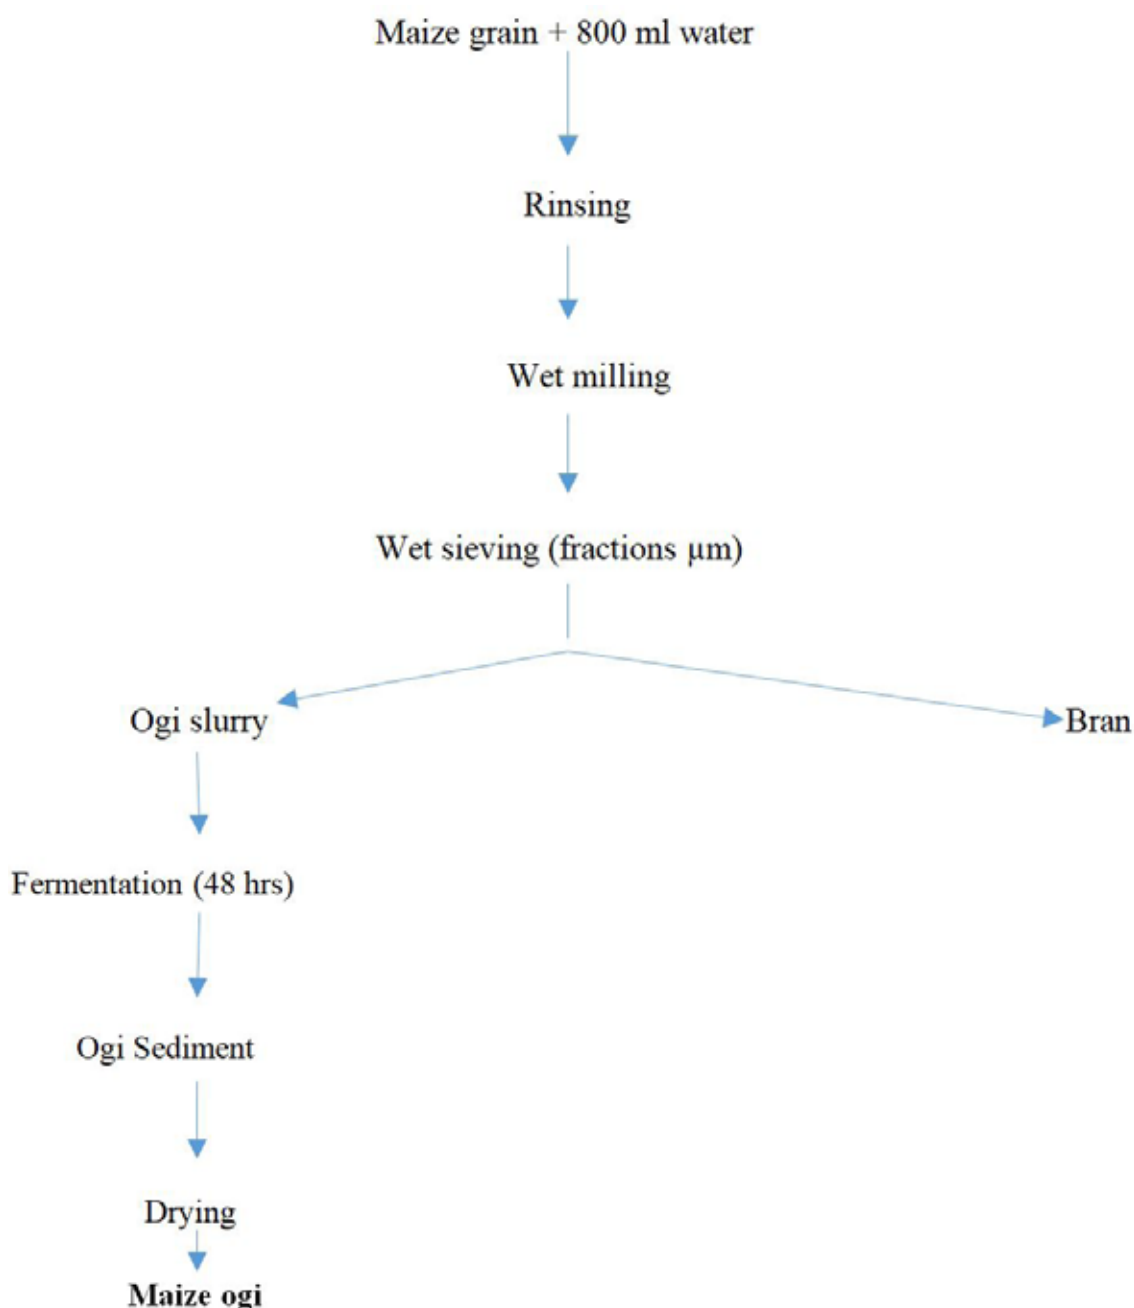 Maize grain + 800 ml water
Rinsing
Wet milling
Wet sieving (fractions µm)
Ogi slurry
Bran
Fermentation (48 hrs)
Ogi Sediment
Drying
Maize ogi